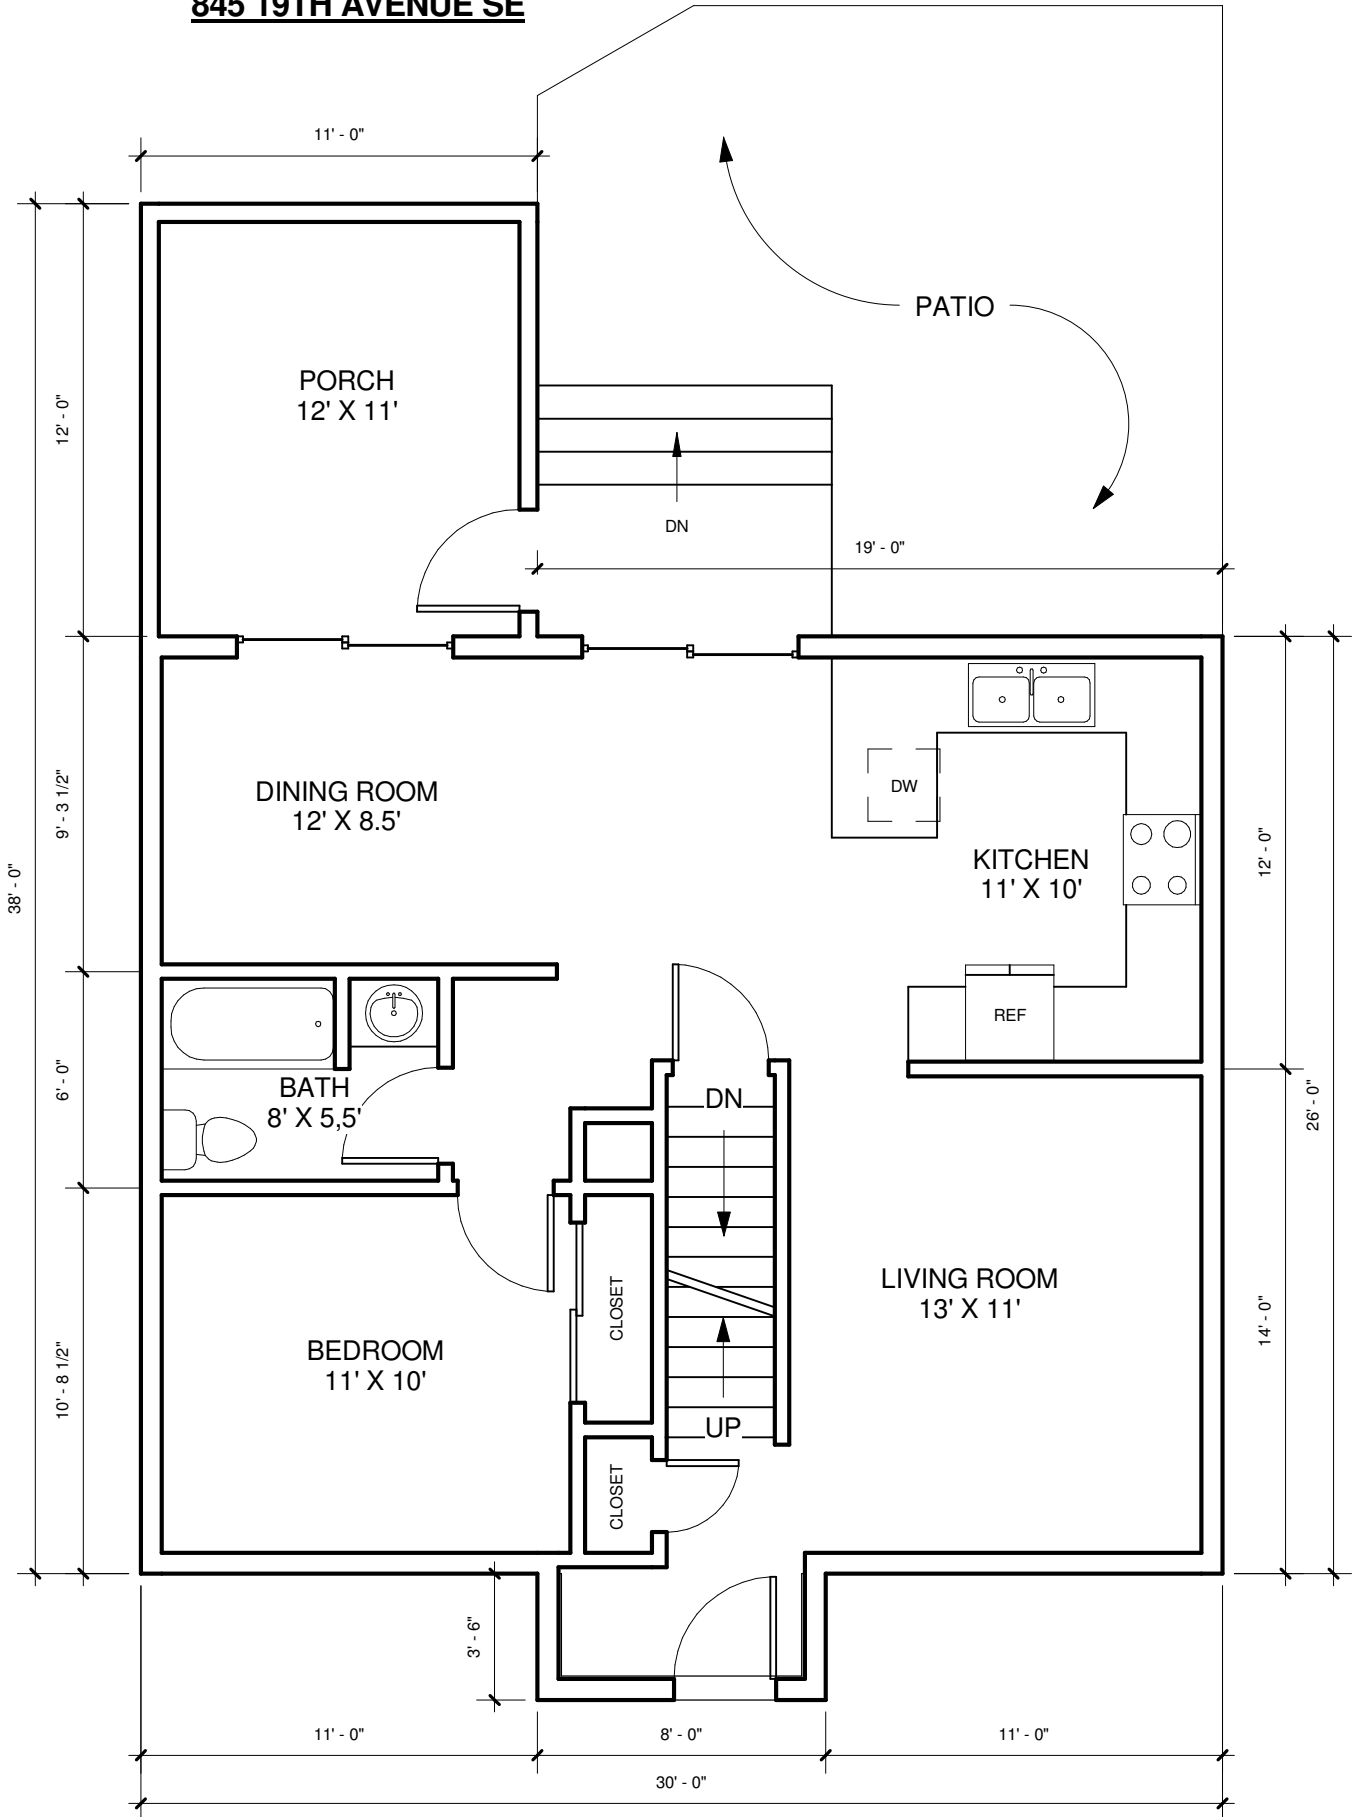 845 19TH AVENUE SE
11' - 0"
PATIO
PORCH
12' X 11'
12' - 0"
DN
19' - 0"
DINING ROOM
12' X 8.5'
9' - 3 1/2"
DW
KITCHEN
11' X 10'
12' - 0"
38' - 0"
REF
BATH
8' X 5,5'
6' - 0"
DN
26' - 0"
LIVING ROOM
13' X 11'
14' - 0"
CLOSET
BEDROOM
11' X 10'
10' - 8 1/2"
UP
CLOSET
3' - 6"
11' - 0"
8' - 0"
11' - 0"
30' - 0"